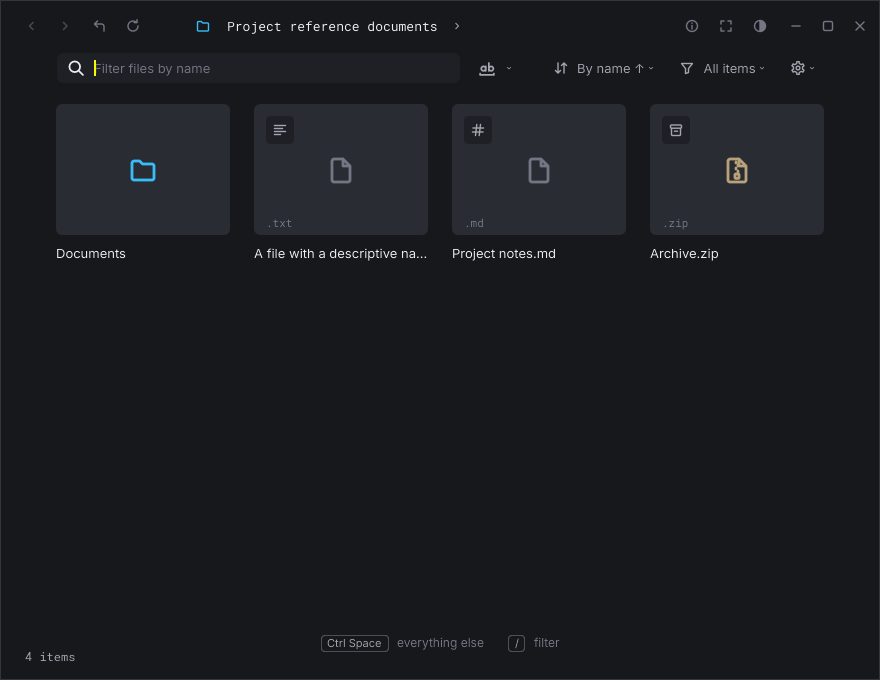 Project reference documents
Filter files by name
ab
By name ↑
All items
.txt
.md
.zip
Documents
A file with a descriptive na...
Project notes.md
Archive.zip
Ctrl Space everything else / filter
4 items